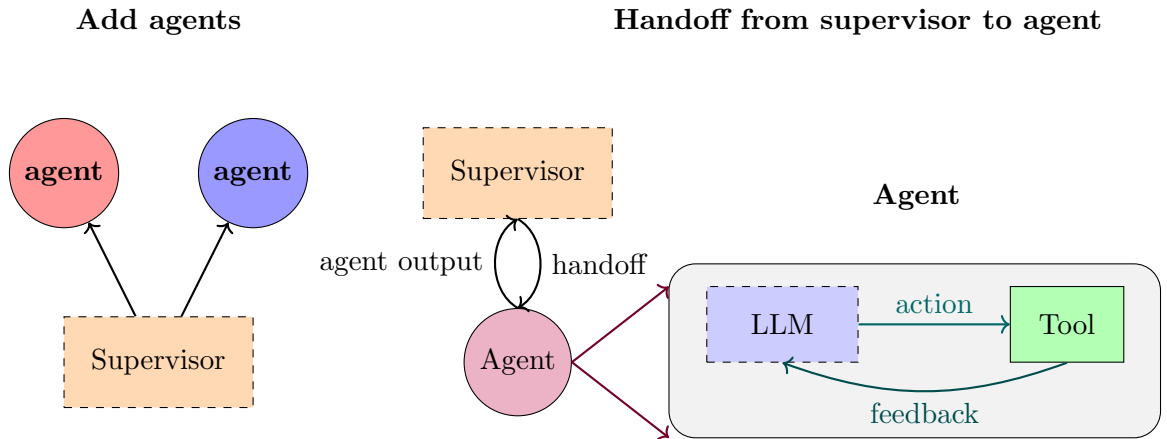 Add agents
Handoff from supervisor to agent
agent
agent
Supervisor
Supervisor
agent output
handoff
Agent
Agent
LLM
action
Tool
feedback